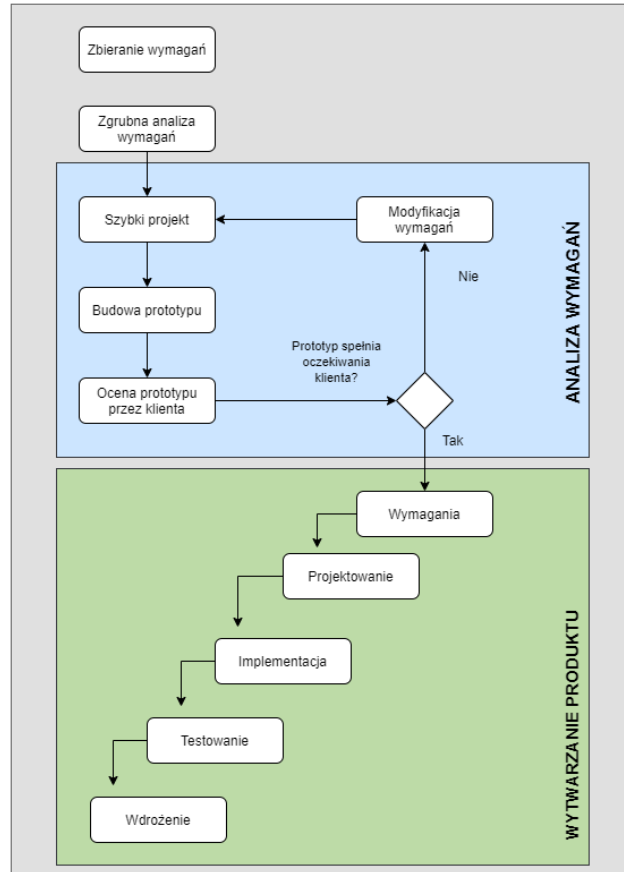 Zbieranie wymagań
Zgrubna analiza
wymagań
Szybki projekt
Modyfikacja
wymagań
Nie
Budowa prototypu
Prototyp spełnia
oczekiwania
klienta?
Ocena prototypu
przez klienta
Tak
ANALIZA WYMAGAŃ
Wymagania
Projektowanie
Implementacja
Testowanie
Wdrożenie
WYTWARZANIE PRODUKTU